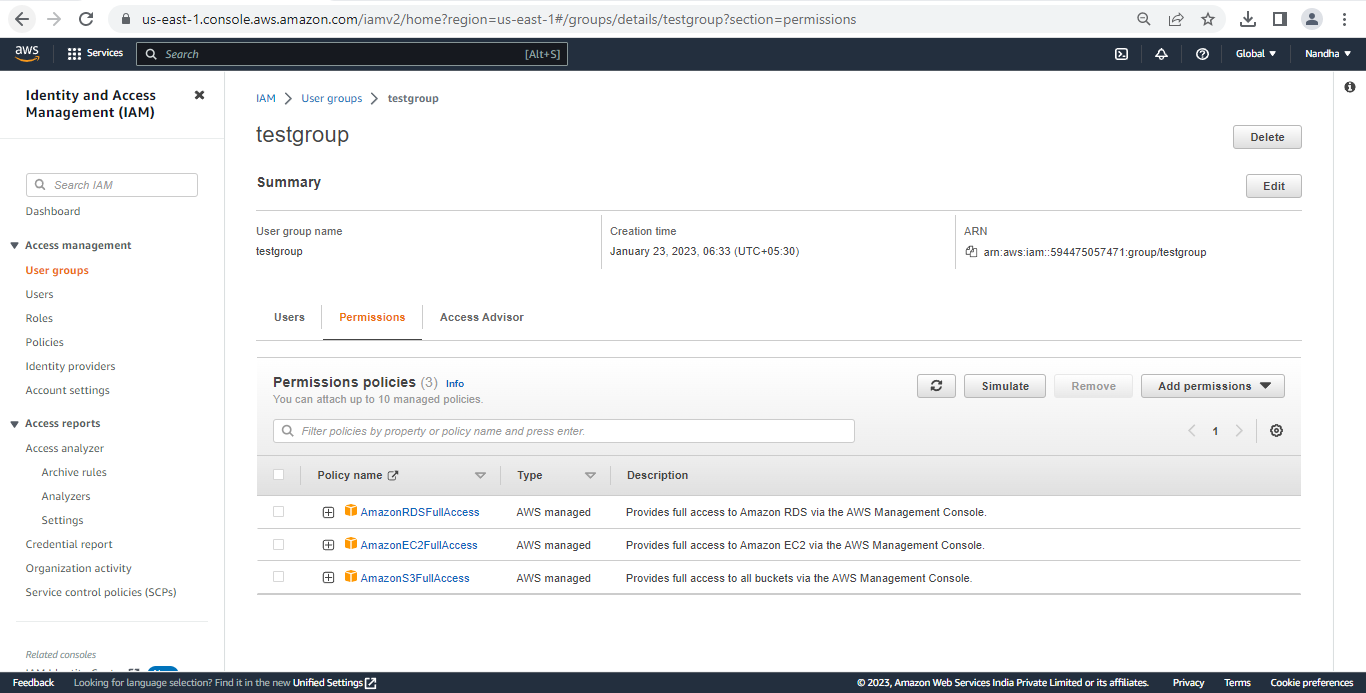 us-east-1.console.aws.amazon.com/iamv2/home?region=us-east-1#/groups/details/testgroup?section=permissions
aws Services Search [Alt+S] Global Nandha
Identity and Access Management (IAM)
Search IAM
Dashboard
Access management
User groups
Users
Roles
Policies
Identity providers
Account settings
Access reports
Access analyzer
Archive rules
Analyzers
Settings
Credential report
Organization activity
Service control policies (SCPs)
Related consoles
IAM > User groups > testgroup
testgroup
Delete
Summary
Edit
User group name
testgroup
Creation time
January 23, 2023, 06:33 (UTC+05:30)
ARN
arn:aws:iam::594475057471:group/testgroup
Users Permissions Access Advisor
Permissions policies (3) Info
You can attach up to 10 managed policies.
Simulate Remove Add permissions
Filter policies by property or policy name and press enter.
1
Policy name Type Description
AmazonRDSFullAccess AWS managed Provides full access to Amazon RDS via the AWS Management Console.
AmazonEC2FullAccess AWS managed Provides full access to Amazon EC2 via the AWS Management Console.
AmazonS3FullAccess AWS managed Provides full access to all buckets via the AWS Management Console.
Feedback Looking for language selection? Find it in the new Unified Settings © 2023, Amazon Web Services India Private Limited or its affiliates. Privacy Terms Cookie preferences